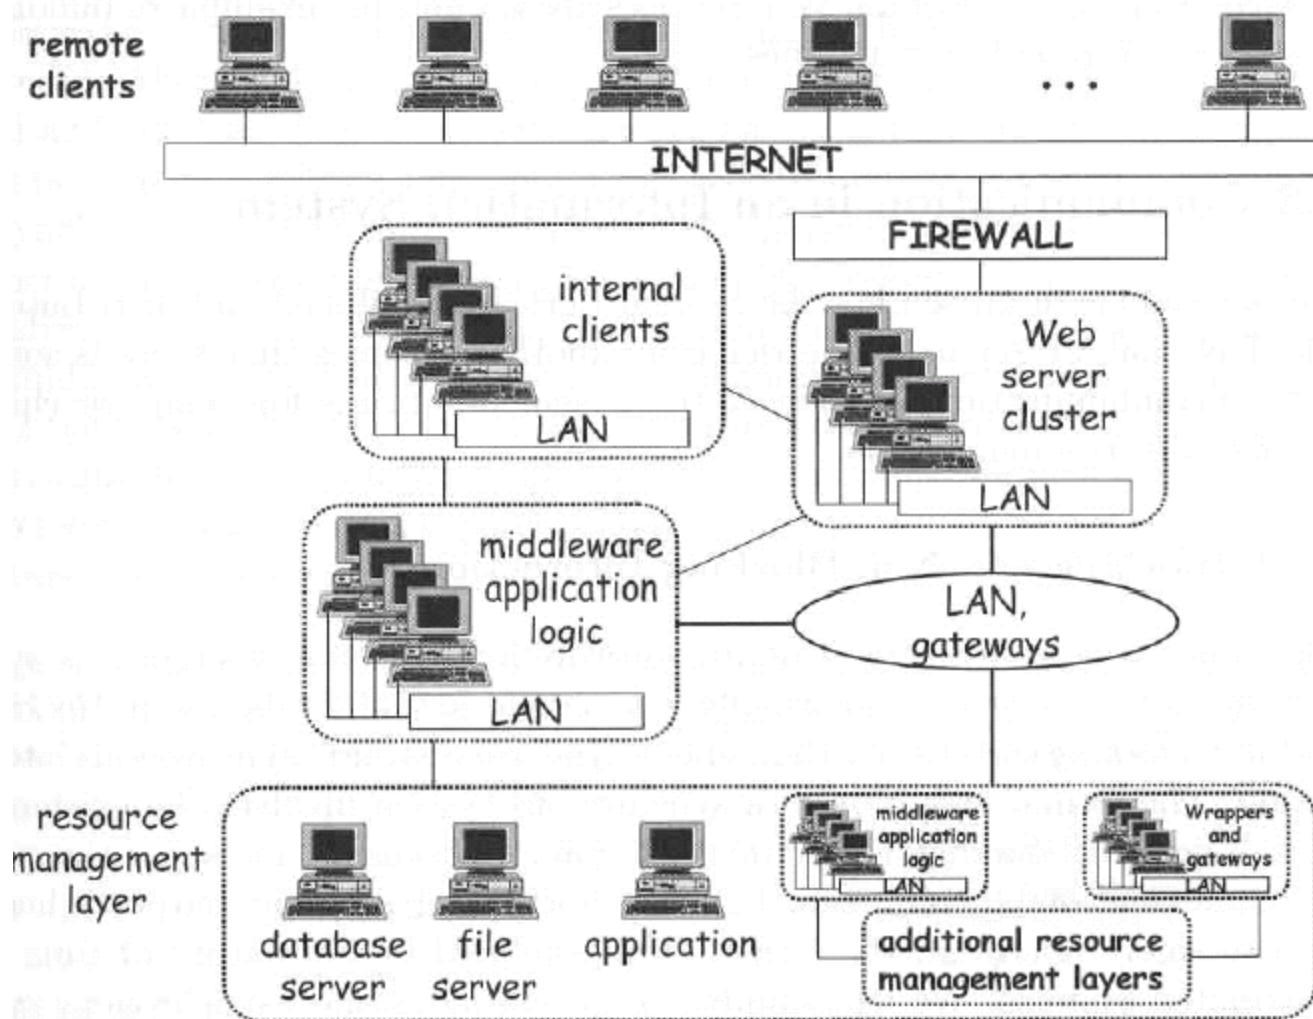 remote
clients
. . .
INTERNET
FIREWALL
internal
clients
LAN
Web
server
cluster
LAN
middleware
application
logic
LAN
LAN,
gateways
resource
management
layer
database
server
file
server
application
middleware
application
logic
LAN
Wrappers
and
gateways
LAN
additional resource
management layers